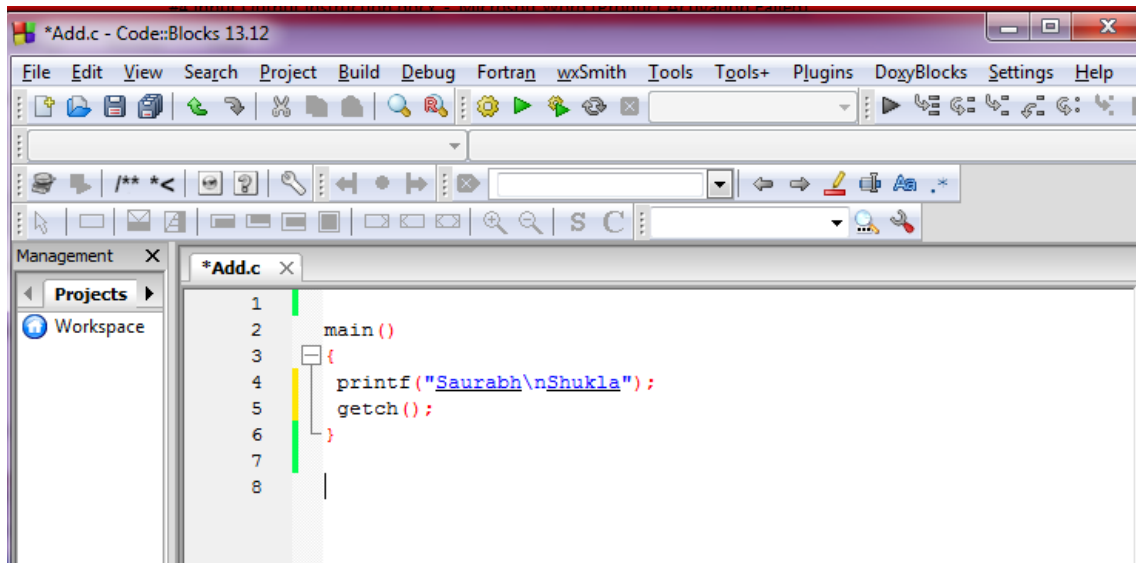 *Add.c - Code::Blocks 13.12
File Edit View Search Project Build Debug Fortran wxSmith Tools Tools+ Plugins DoxyBlocks Settings Help
/** *<
S C
Management X
*Add.c
Projects
Workspace
1
2 main()
3 {
4 printf("Saurabh\nShukla");
5 getch();
6 }
7
8